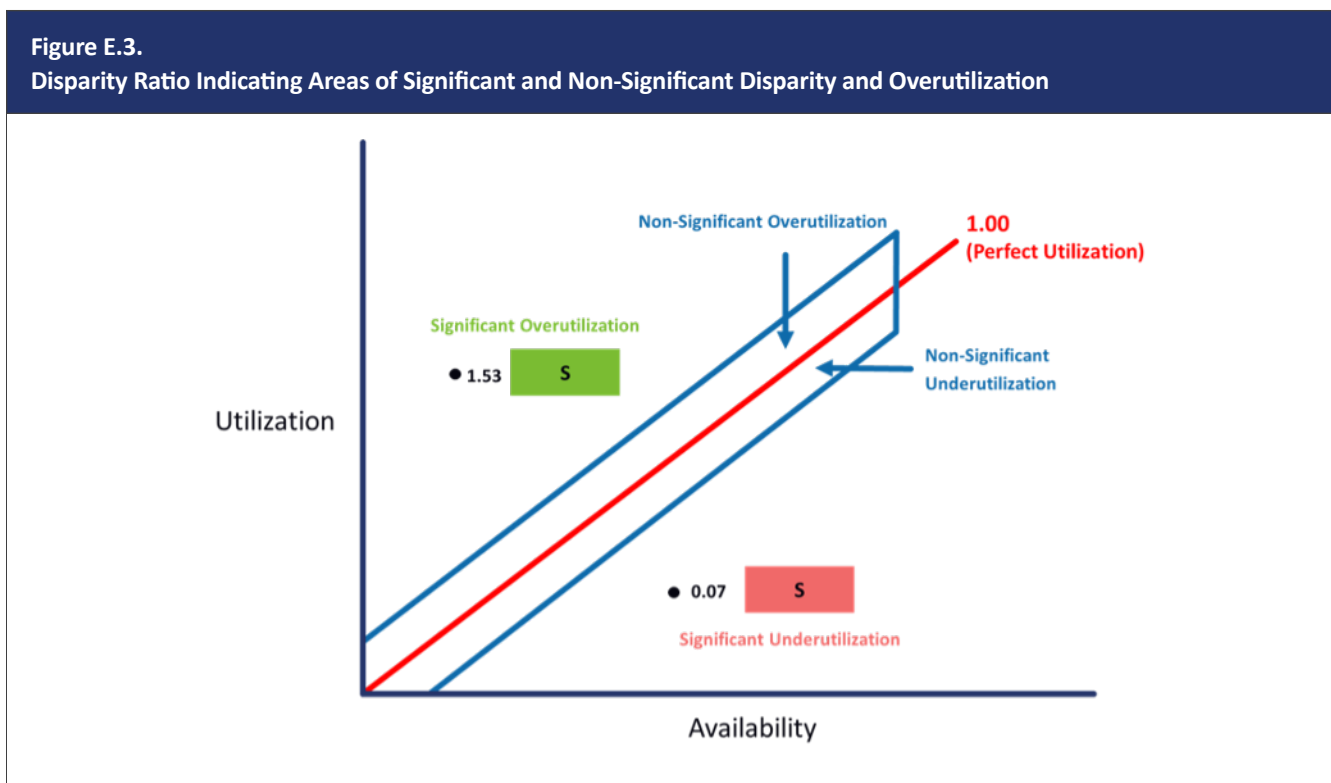 Figure E.3.
Disparity Ratio Indicating Areas of Significant and Non-Significant Disparity and Overutilization
Non-Significant Overutilization
1.00
(Perfect Utilization)
Significant Overutilization
1.53
S
Non-Significant
Underutilization
Utilization
0.07
S
Significant Underutilization
Availability